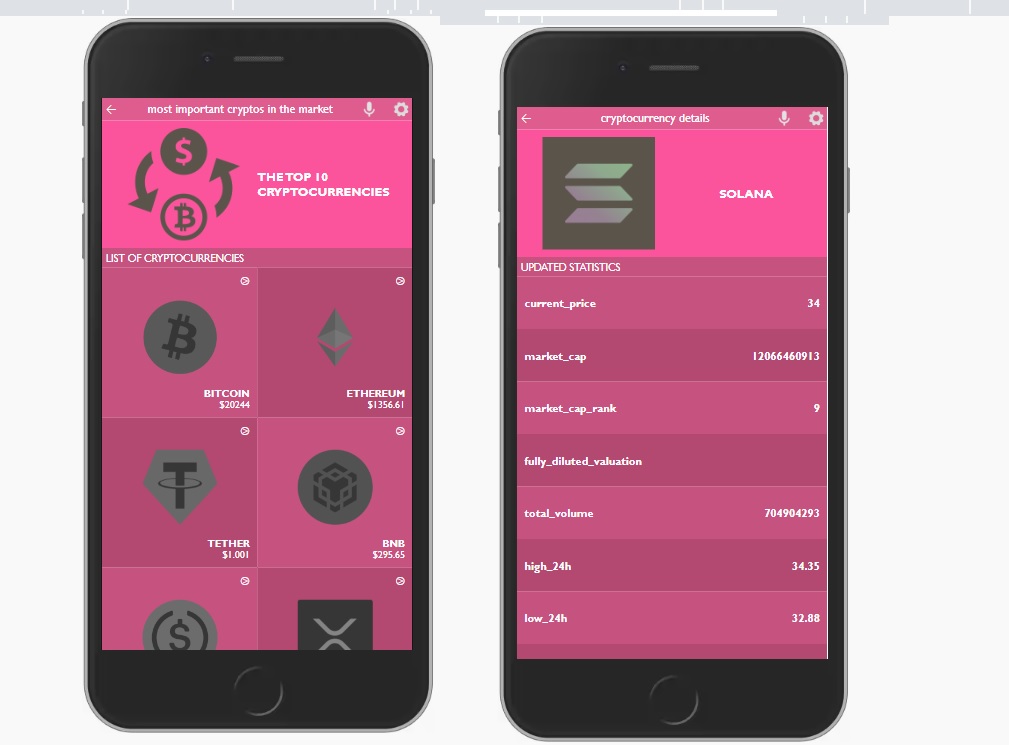 most important cryptos in the market
THE TOP 10
CRYPTOCURRENCIES
LIST OF CRYPTOCURRENCIES
BITCOIN
$20244
ETHEREUM
$1356.61
TETHER
$1.001
BNB
$295.65
cryptocurrency details
SOLANA
UPDATED STATISTICS
current_price 34
market_cap 12066460913
market_cap_rank 9
fully_diluted_valuation
total_volume 704904293
high_24h 34.35
low_24h 32.88